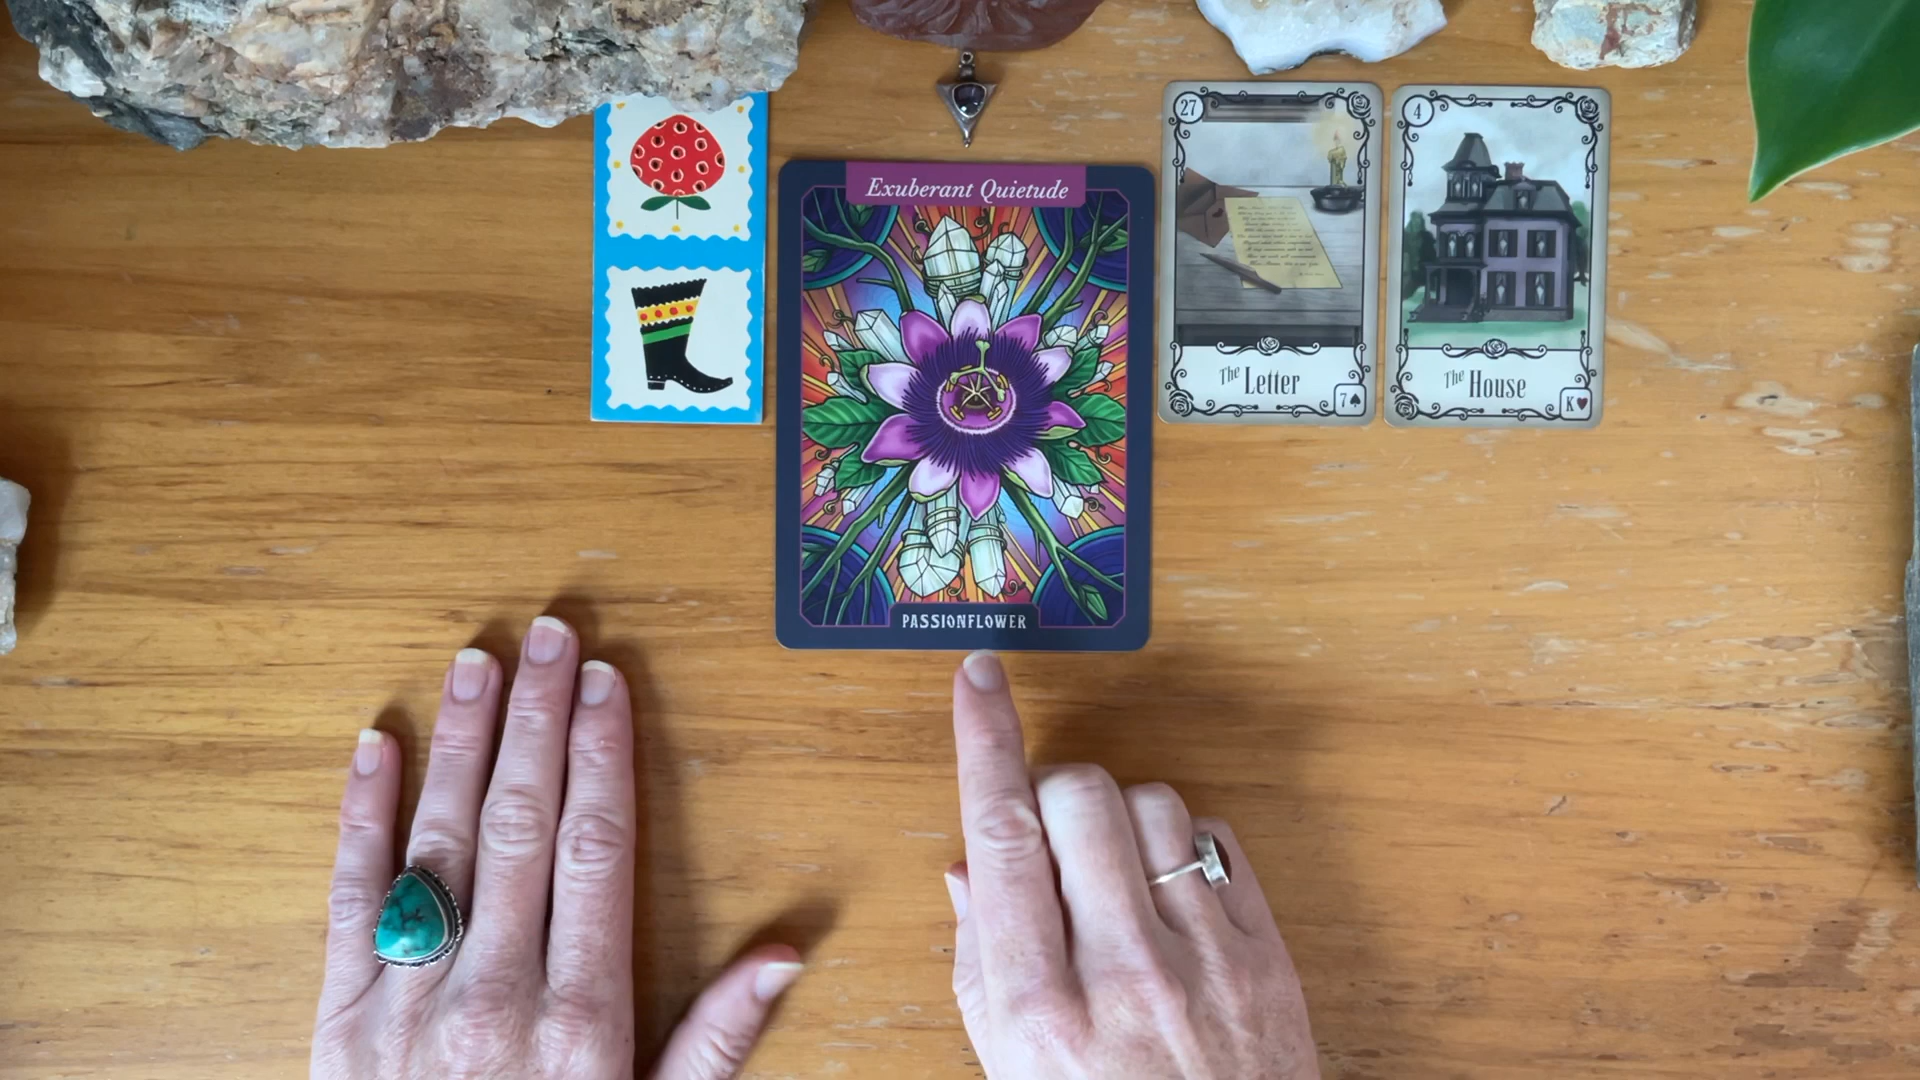 Exuberant Quietude
PASSIONFLOWER
27
The Letter
7♠
4
The House
K♥